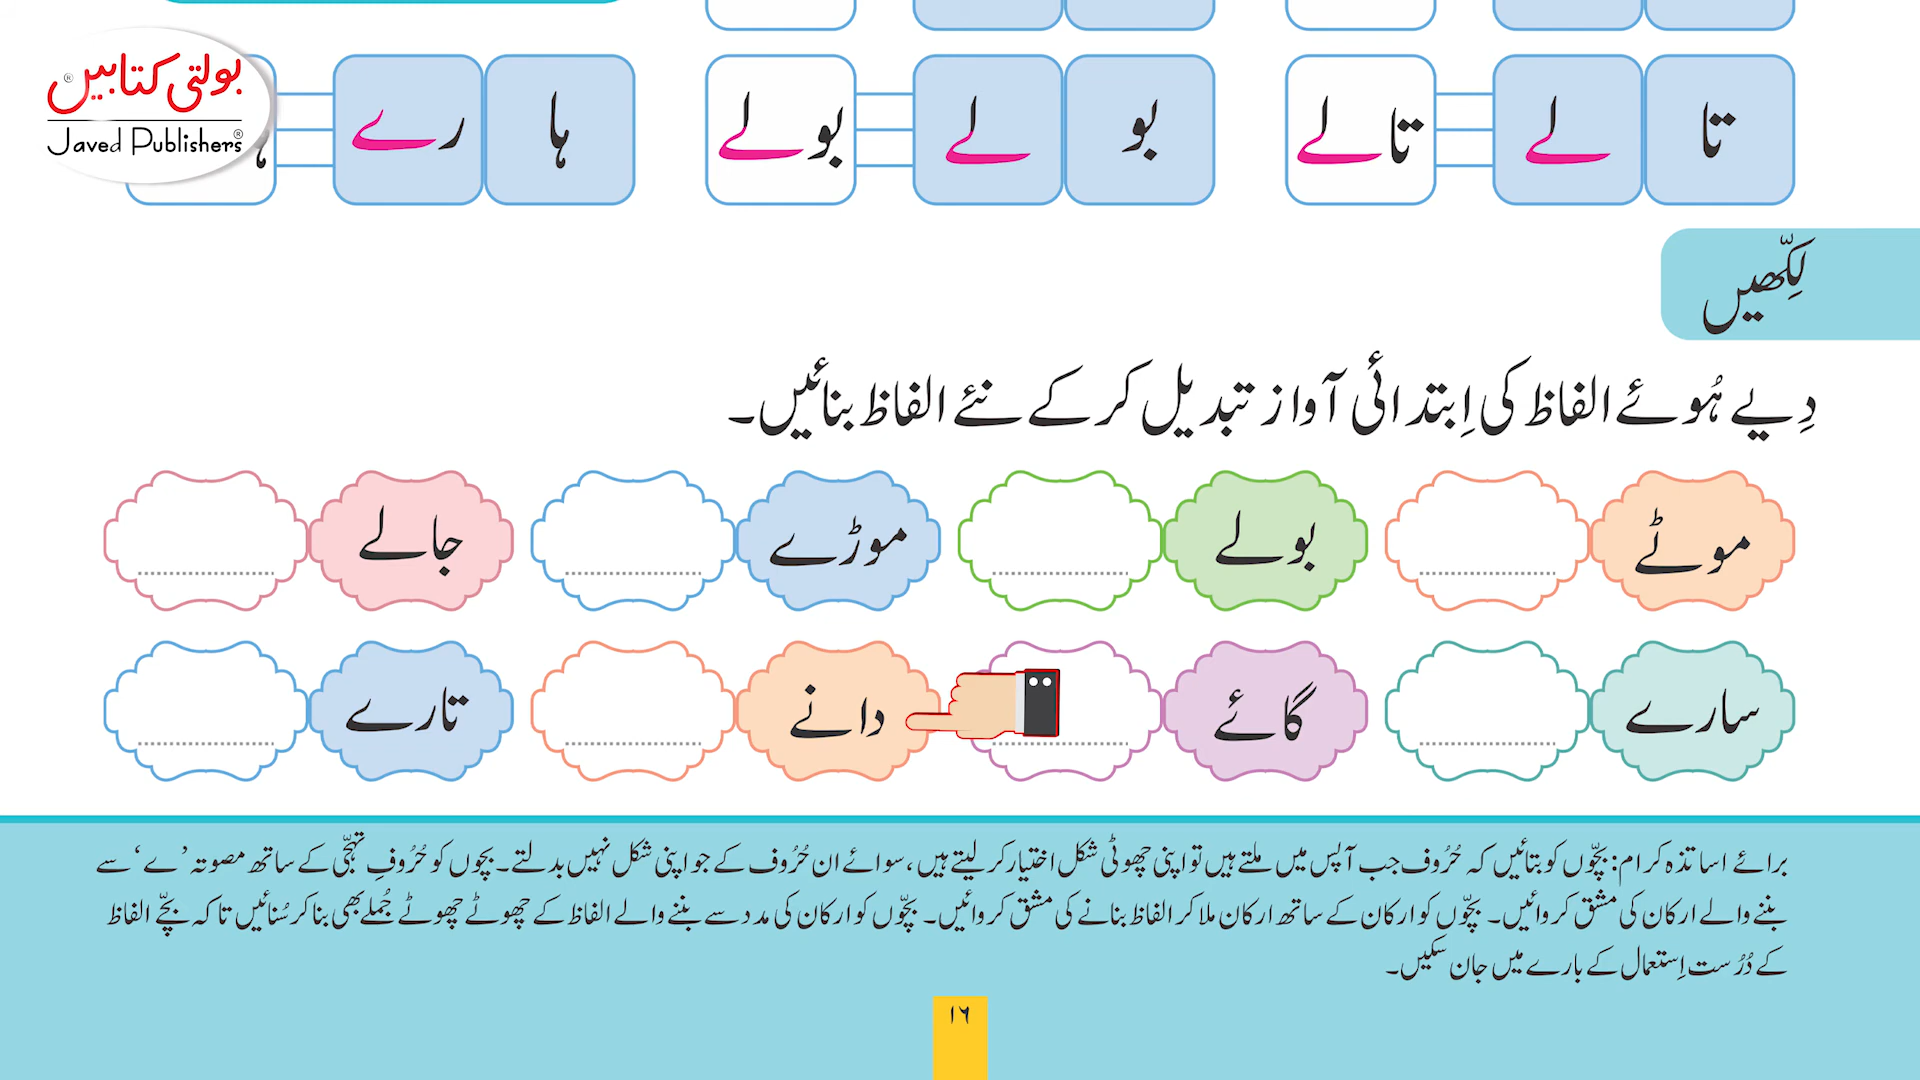 بولتی کتابیں®
Javed Publishers®
تا لے تالے بو لے بولے ہا رے
لِکھیں
دِیے ہُوئے الفاظ کی اِبتدائی آواز تبدیل کر کے نئے الفاظ بنائیں۔
موٹے بولے موڑے جالے
سارے گائے دانے تارے
برائے اساتذہ کرام: بچّوں کو بتائیں کہ حُرُوف جب آپس میں ملتے ہیں تو اپنی چھوٹی شکل اختیار کر لیتے ہیں، سوائے ان حُرُوف کے جو اپنی شکل نہیں بدلتے۔ بچّوں کو حُرُوفِ تہجّی کے ساتھ مصوتہ ’ے‘ سے
بننے والے ارکان کی مشق کروائیں۔ بچّوں کو ارکان کے ساتھ ارکان ملا کر الفاظ بنانے کی مشق کروائیں۔ بچّوں کو ارکان کی مدد سے بننے والے الفاظ کے چھوٹے چھوٹے جُملے بھی بنا کر سُنائیں تاکہ بچّے الفاظ
کے دُرُست اِستعمال کے بارے میں جان سکیں۔
۱۶